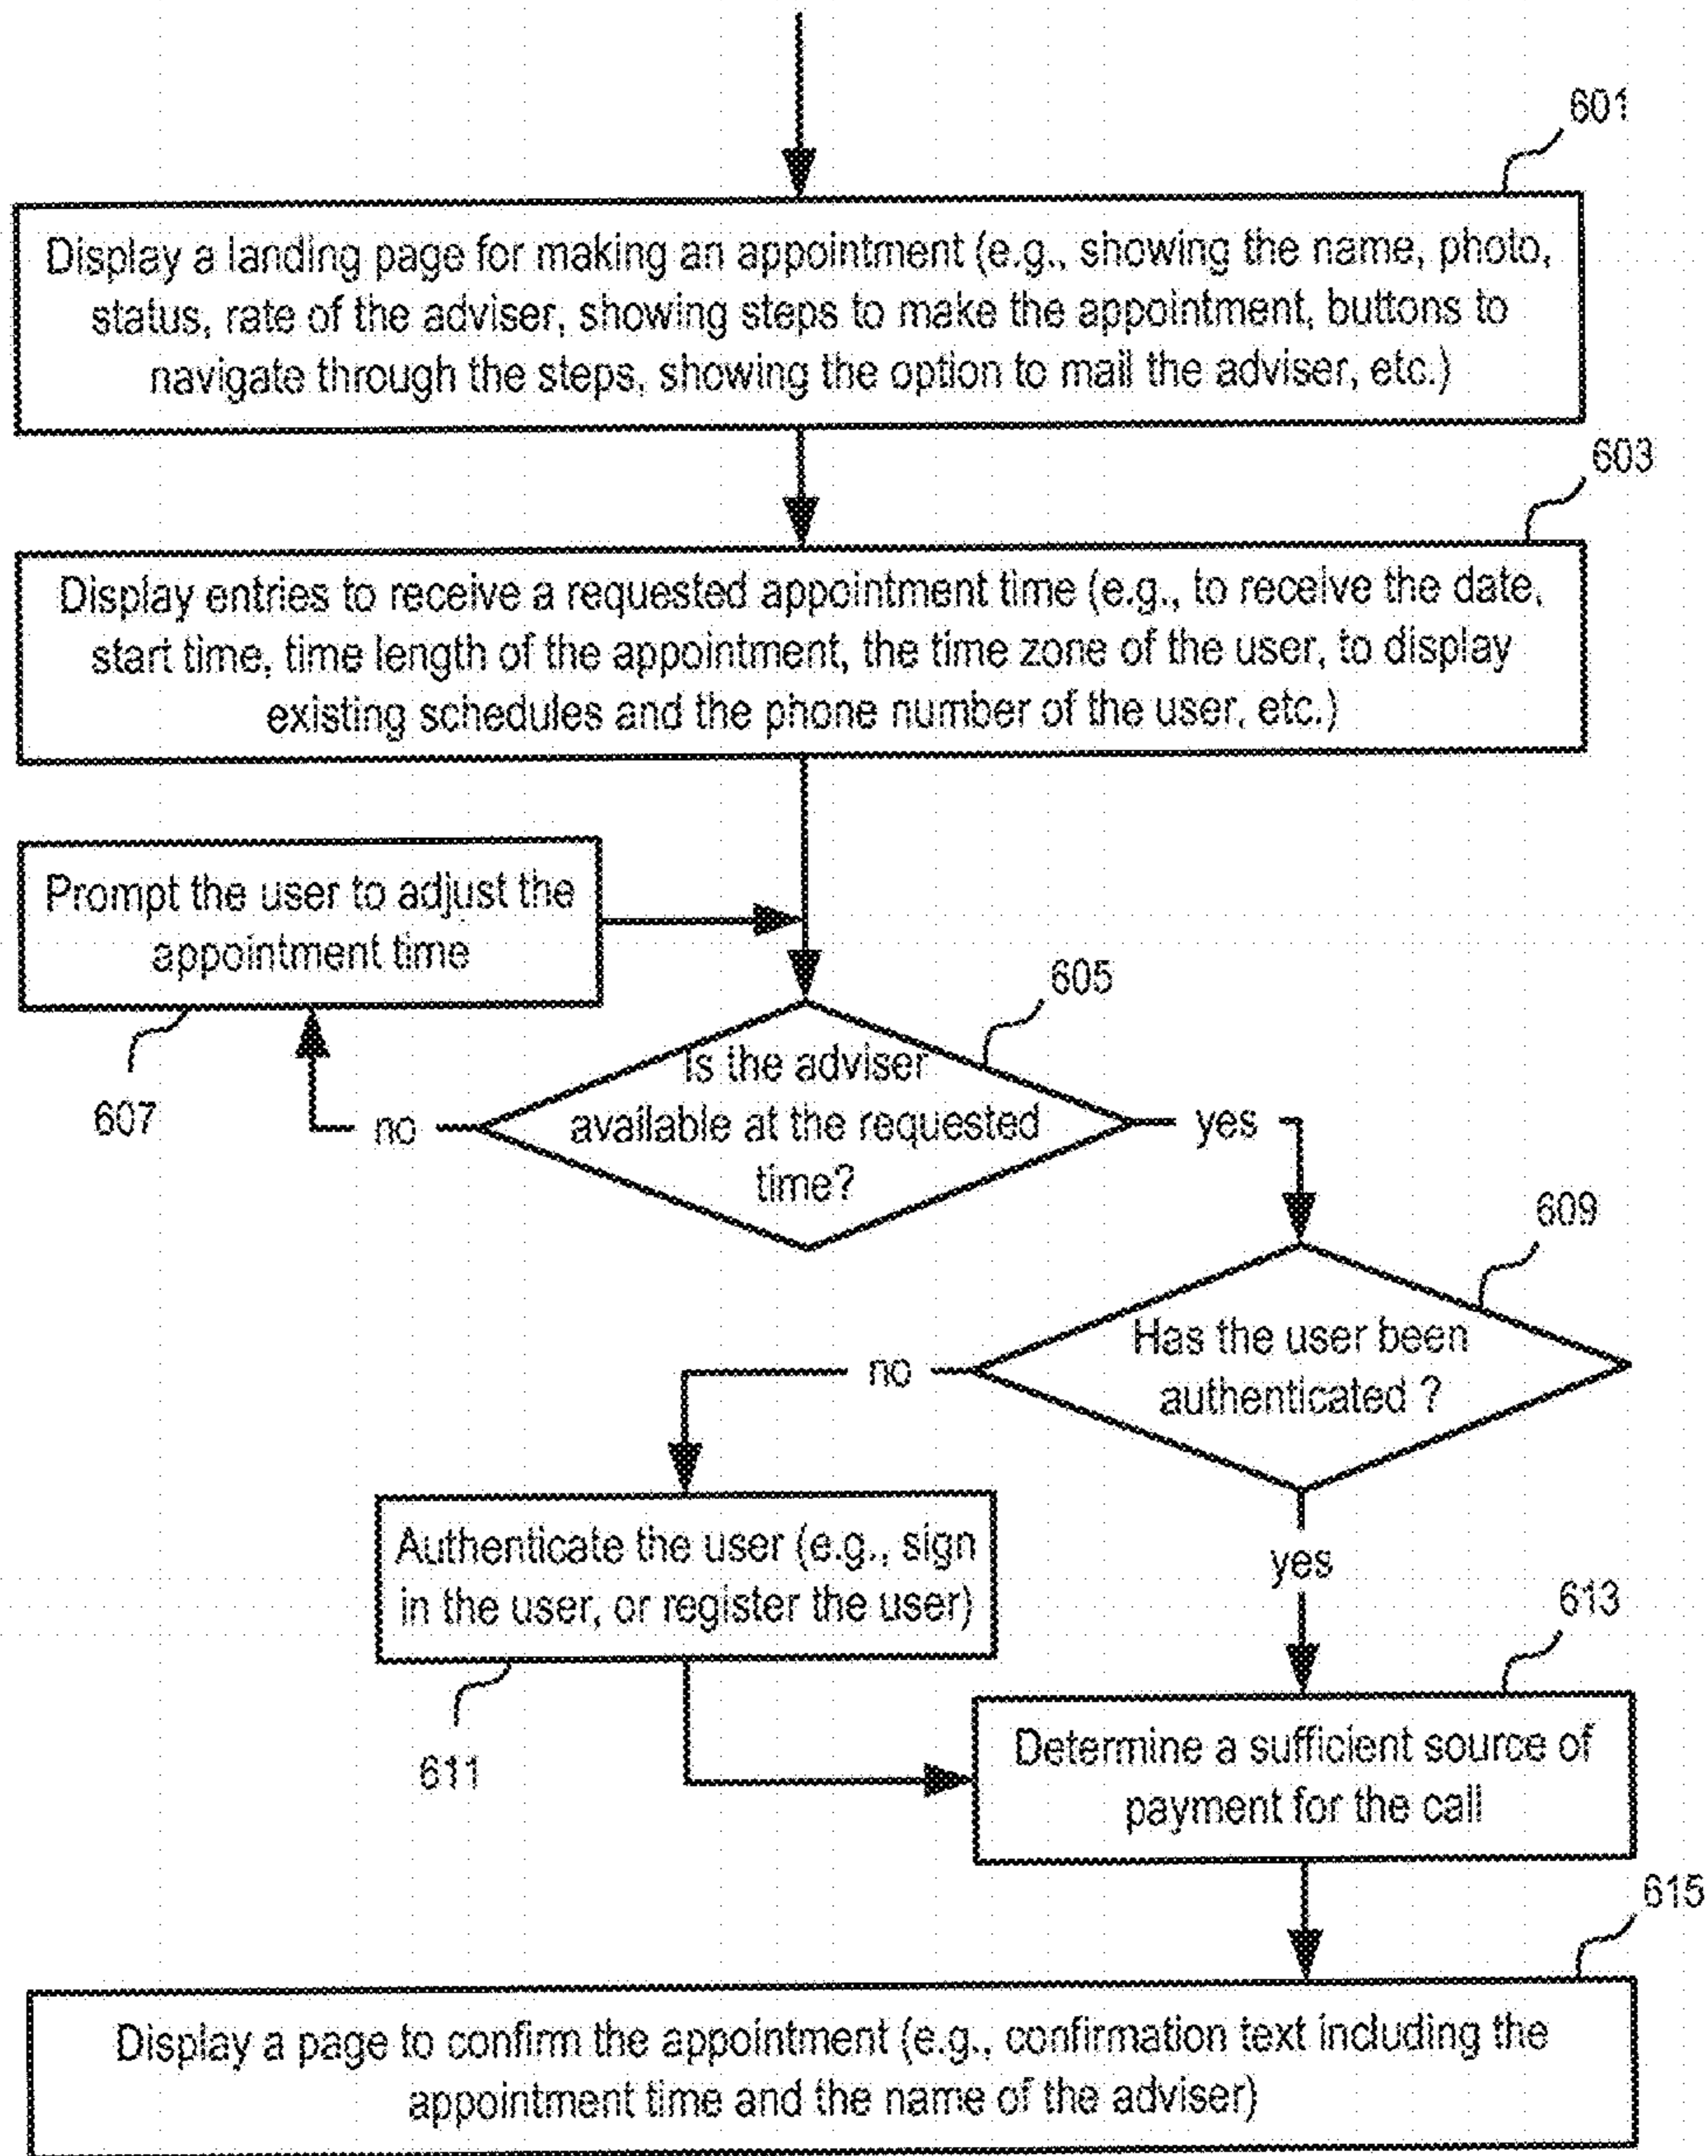 601
Display a landing page for making an appointment (e.g., showing the name, photo,
status, rate of the adviser, showing steps to make the appointment, buttons to
navigate through the steps, showing the option to mail the adviser, etc.)
603
Display entries to receive a requested appointment time (e.g., to receive the date,
start time, time length of the appointment, the time zone of the user, to display
existing schedules and the phone number of the user, etc.)
Prompt the user to adjust the
appointment time
607
605
Is the adviser
available at the requested
time?
no
yes
609
Has the user been
authenticated ?
no
yes
Authenticate the user (e.g., sign
in the user, or register the user)
611
613
Determine a sufficient source of
payment for the call
615
Display a page to confirm the appointment (e.g., confirmation text including the
appointment time and the name of the adviser)